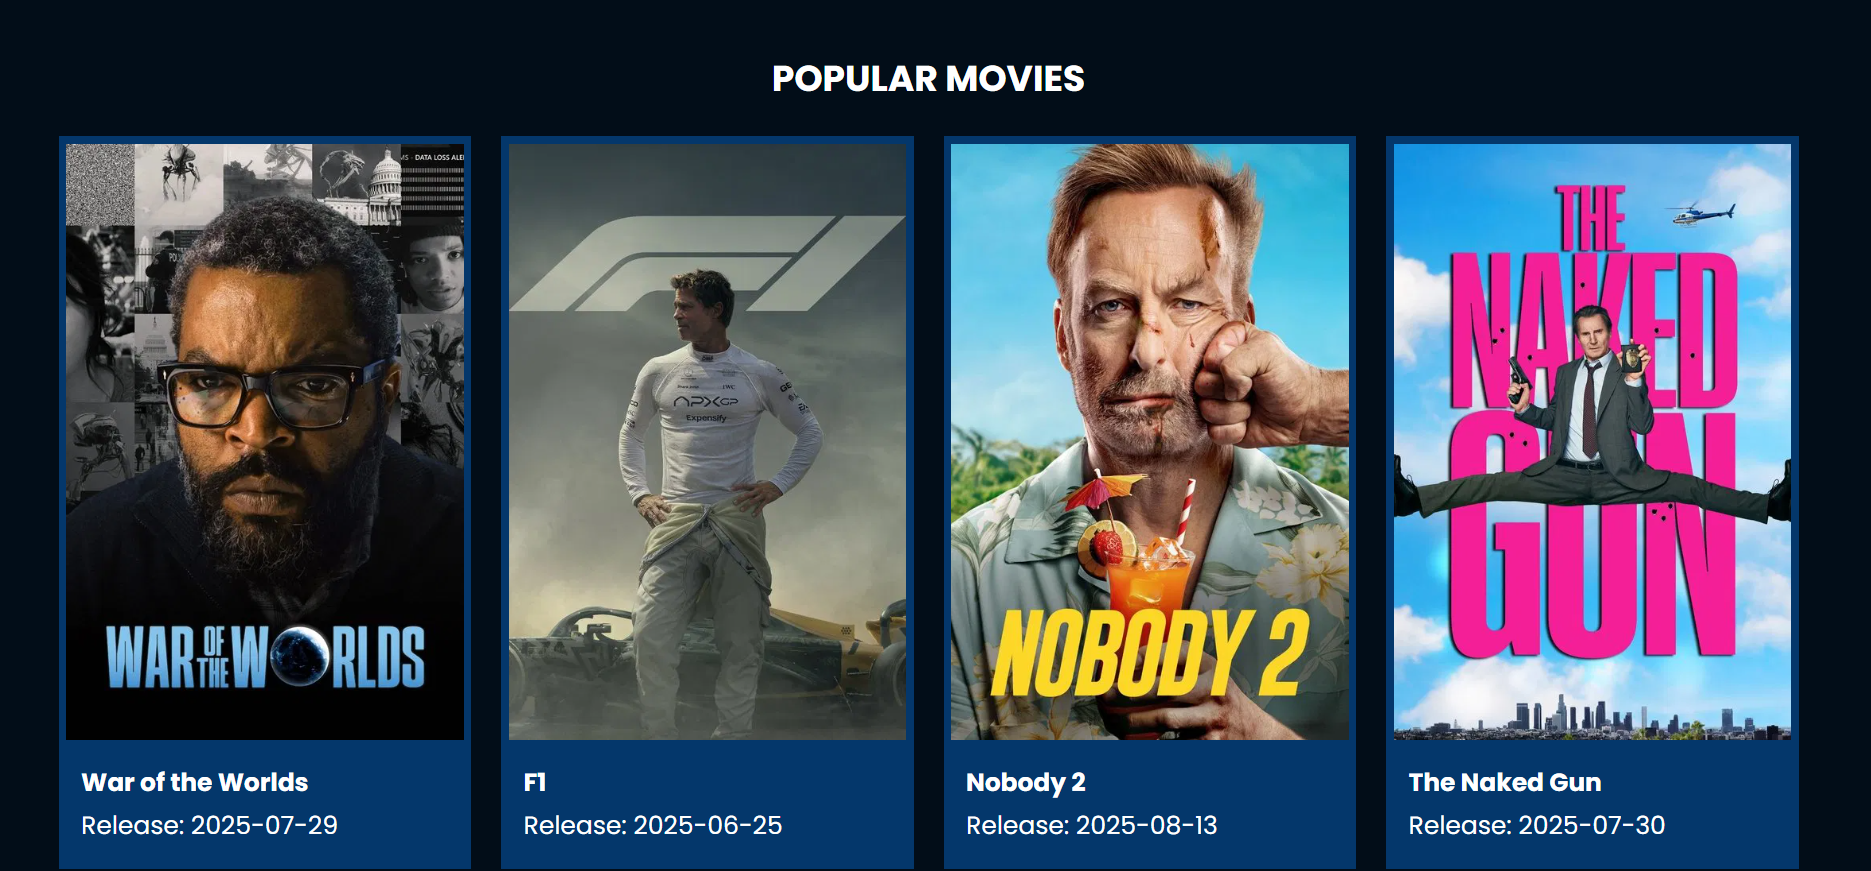 POPULAR MOVIES
DATA LOSS ALE
WAR OF THE WORLDS
War of the Worlds
Release: 2025-07-29
F1
APXGP
Expensify
F1
Release: 2025-06-25
NOBODY 2
Nobody 2
Release: 2025-08-13
THE
NAKED
GUN
The Naked Gun
Release: 2025-07-30